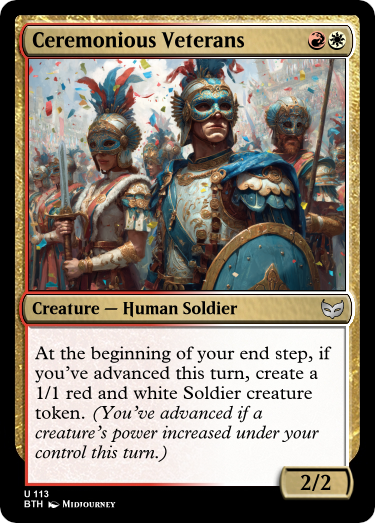 Ceremonious Veterans
Creature — Human Soldier
At the beginning of your end step, if
you've advanced this turn, create a
1/1 red and white Soldier creature
token. (You've advanced if a
creature's power increased under your
control this turn.)
2/2
U 113
BTH Midjourney